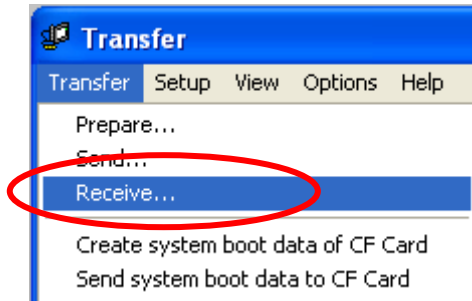 Transfer
Transfer Setup View Options Help
Prepare...
Send...
Receive...
Create system boot data of CF Card
Send system boot data to CF Card